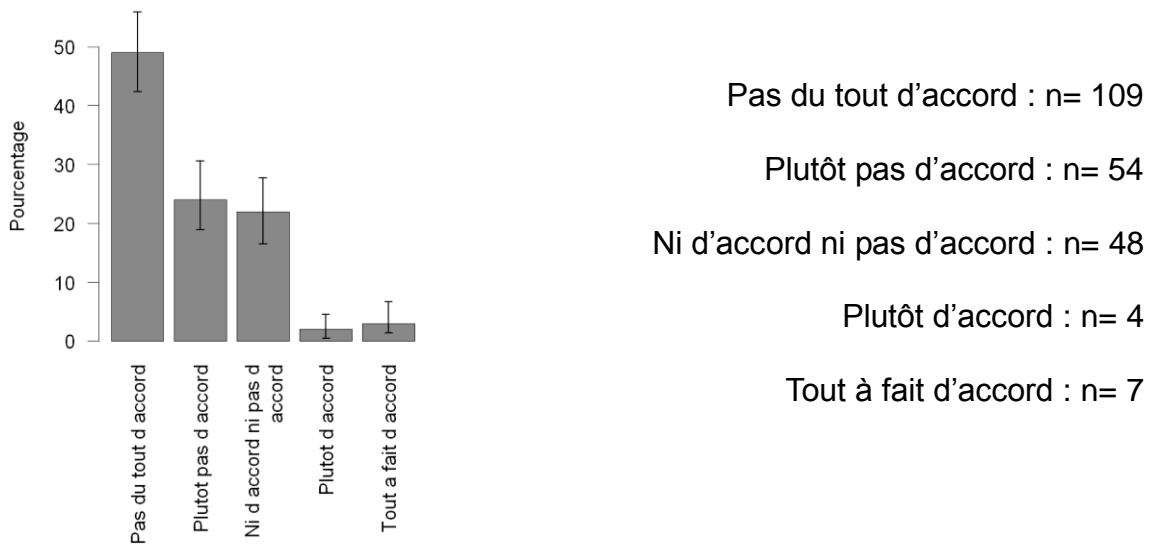 Pourcentage
50
40
30
20
10
0
Pas du tout d accord
Plutot pas d accord
Ni d accord ni pas d
accord
Plutot d accord
Tout a fait d accord
Pas du tout d’accord : n= 109
Plutôt pas d’accord : n= 54
Ni d’accord ni pas d’accord : n= 48
Plutôt d’accord : n= 4
Tout à fait d’accord : n= 7